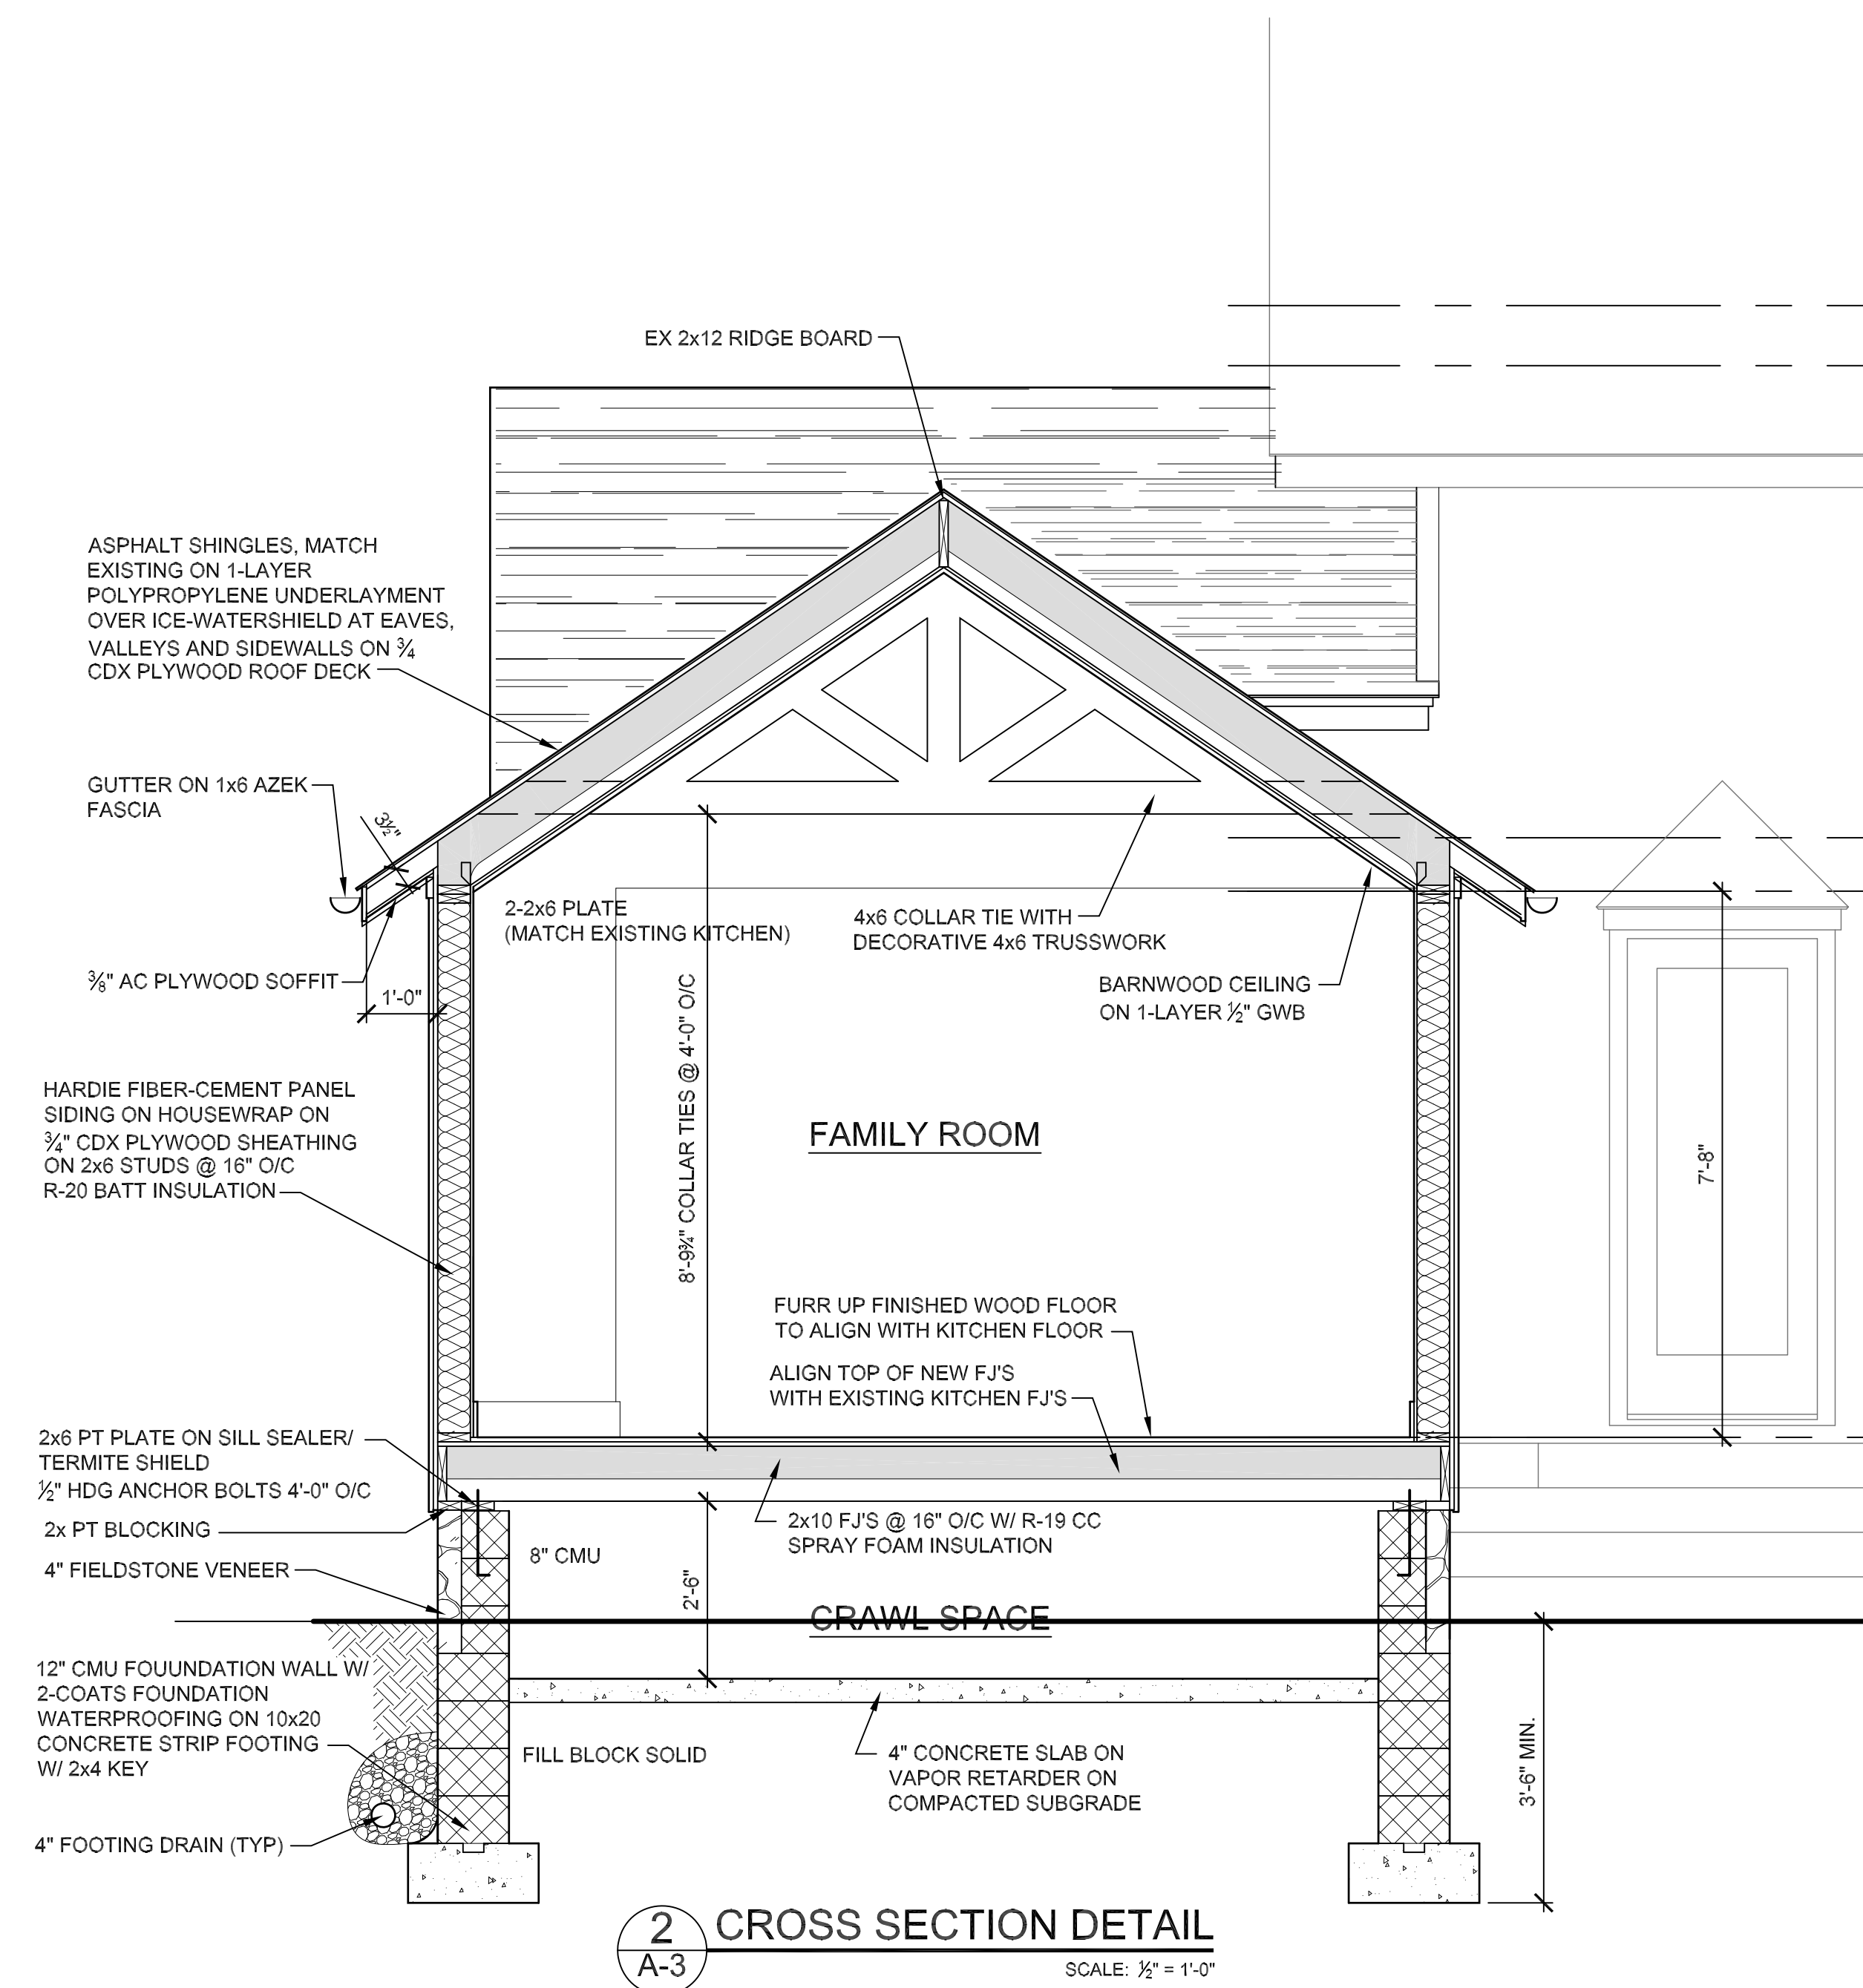 EX 2x12 RIDGE BOARD
ASPHALT SHINGLES, MATCH
EXISTING ON 1-LAYER
POLYPROPYLENE UNDERLAYMENT
OVER ICE-WATERSHIELD AT EAVES,
VALLEYS AND SIDEWALLS ON ¾
CDX PLYWOOD ROOF DECK
GUTTER ON 1x6 AZEK
FASCIA
3½"
2-2x6 PLATE
(MATCH EXISTING KITCHEN)
4x6 COLLAR TIE WITH
DECORATIVE 4x6 TRUSSWORK
⅜" AC PLYWOOD SOFFIT
1'-0"
BARNWOOD CEILING
ON 1-LAYER ½" GWB
8'-9¾" COLLAR TIES @ 4'-0" O/C
HARDIE FIBER-CEMENT PANEL
SIDING ON HOUSEWRAP ON
¾" CDX PLYWOOD SHEATHING
ON 2x6 STUDS @ 16" O/C
R-20 BATT INSULATION
FAMILY ROOM
7'-8"
FURR UP FINISHED WOOD FLOOR
TO ALIGN WITH KITCHEN FLOOR
ALIGN TOP OF NEW FJ'S
WITH EXISTING KITCHEN FJ'S
2x6 PT PLATE ON SILL SEALER/
TERMITE SHIELD
½" HDG ANCHOR BOLTS 4'-0" O/C
2x PT BLOCKING
4" FIELDSTONE VENEER
8" CMU
2x10 FJ'S @ 16" O/C W/ R-19 CC
SPRAY FOAM INSULATION
2'-6"
CRAWL SPACE
12" CMU FOUUNDATION WALL W/
2-COATS FOUNDATION
WATERPROOFING ON 10x20
CONCRETE STRIP FOOTING
W/ 2x4 KEY
FILL BLOCK SOLID
4" CONCRETE SLAB ON
VAPOR RETARDER ON
COMPACTED SUBGRADE
3'-6" MIN.
4" FOOTING DRAIN (TYP)
2
A-3
CROSS SECTION DETAIL
SCALE: ½" = 1'-0"